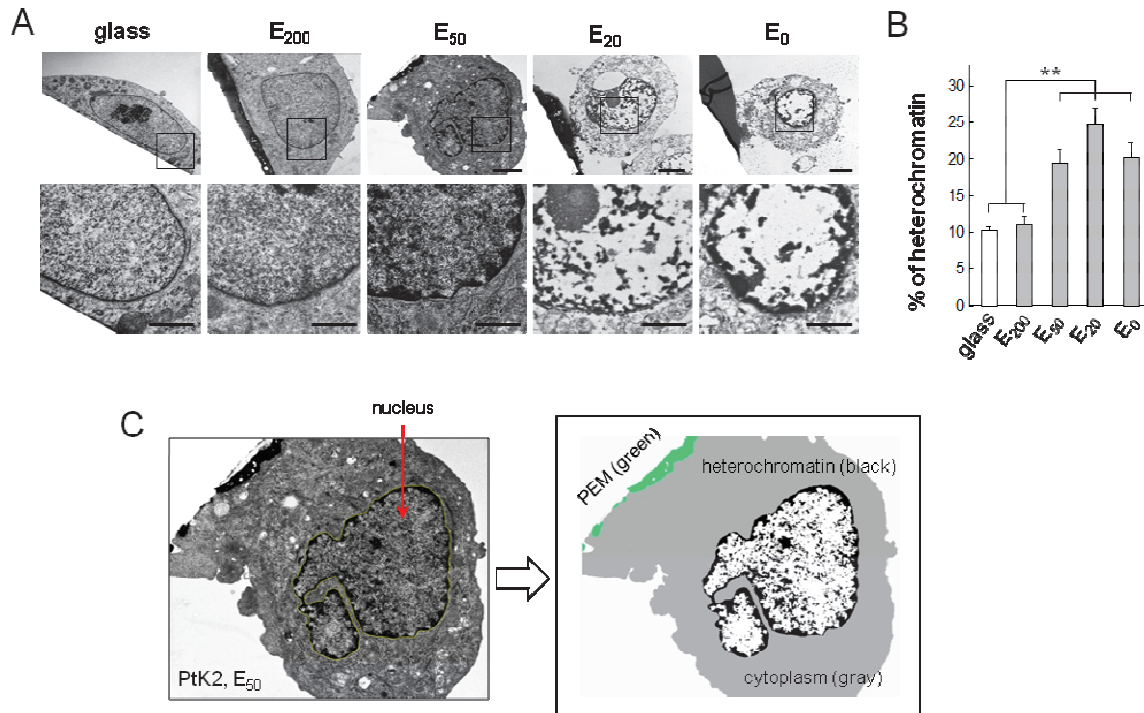 A
glass
E₂₀₀
E₅₀
E₂₀
E₀
B
% of heterochromatin
30
25
20
15
10
5
0
**
glass
E₂₀₀
E₅₀
E₂₀
E₀
C
nucleus
PtK2, E₅₀
PEM (green)
heterochromatin (black)
cytoplasm (gray)